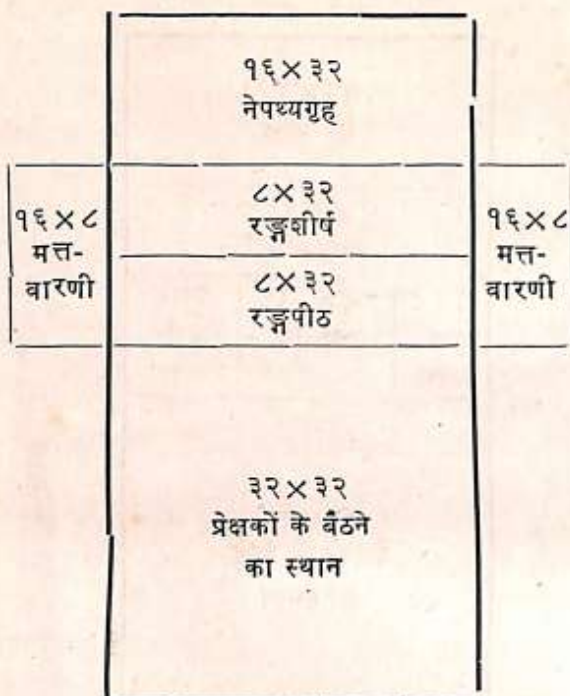 १६×३२
नेपथ्यगृह
१६×८
मत्त-
वारणी
८×३२
रङ्गशीर्ष
८×३२
रङ्गपीठ
१६×८
मत्त-
वारणी
३२×३२
प्रेक्षकों के बैठने
का स्थान